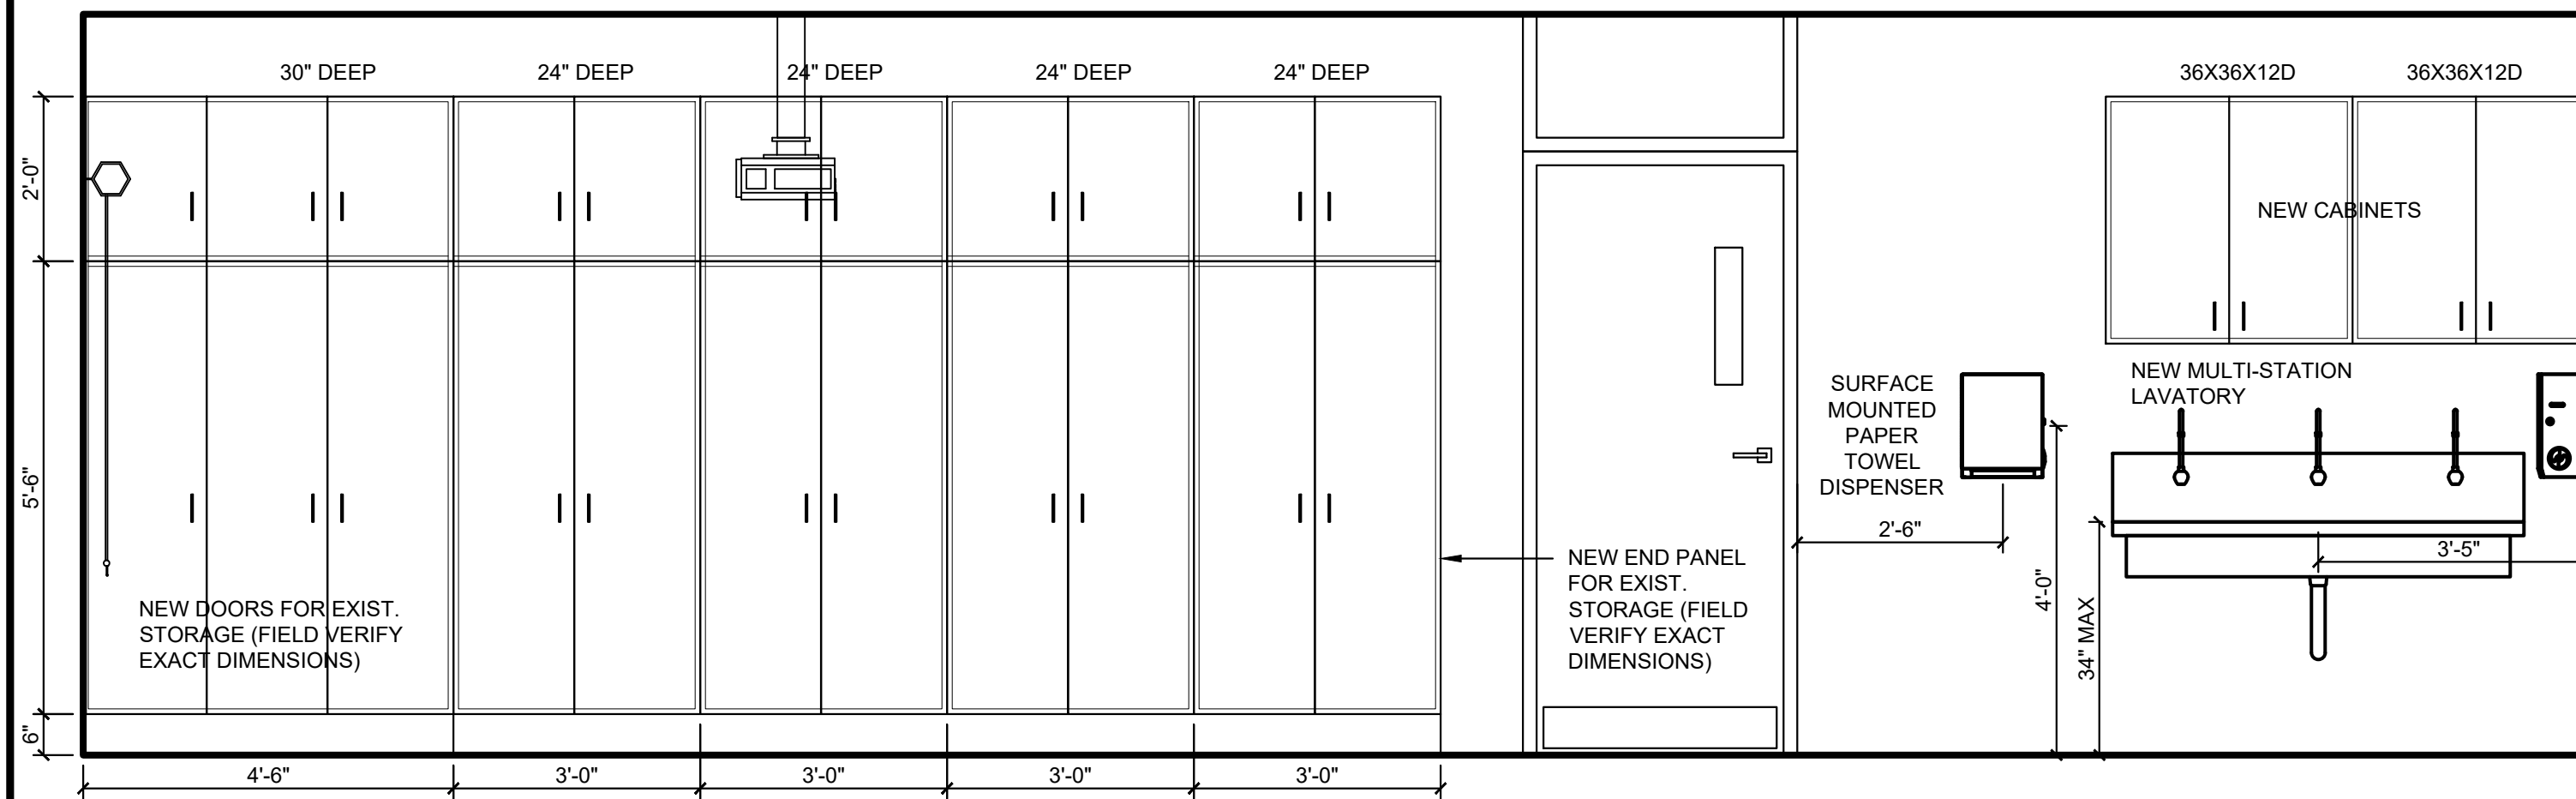 30" DEEP
24" DEEP
24" DEEP
24" DEEP
24" DEEP
36X36X12D
36X36X12D
2'-0"
5'-6"
6"
NEW CABINETS
NEW MULTI-STATION
LAVATORY
SURFACE
MOUNTED
PAPER
TOWEL
DISPENSER
2'-6"
4'-0"
34" MAX
3'-5"
NEW END PANEL
FOR EXIST.
STORAGE (FIELD
VERIFY EXACT
DIMENSIONS)
NEW DOORS FOR EXIST.
STORAGE (FIELD VERIFY
EXACT DIMENSIONS)
4'-6"
3'-0"
3'-0"
3'-0"
3'-0"